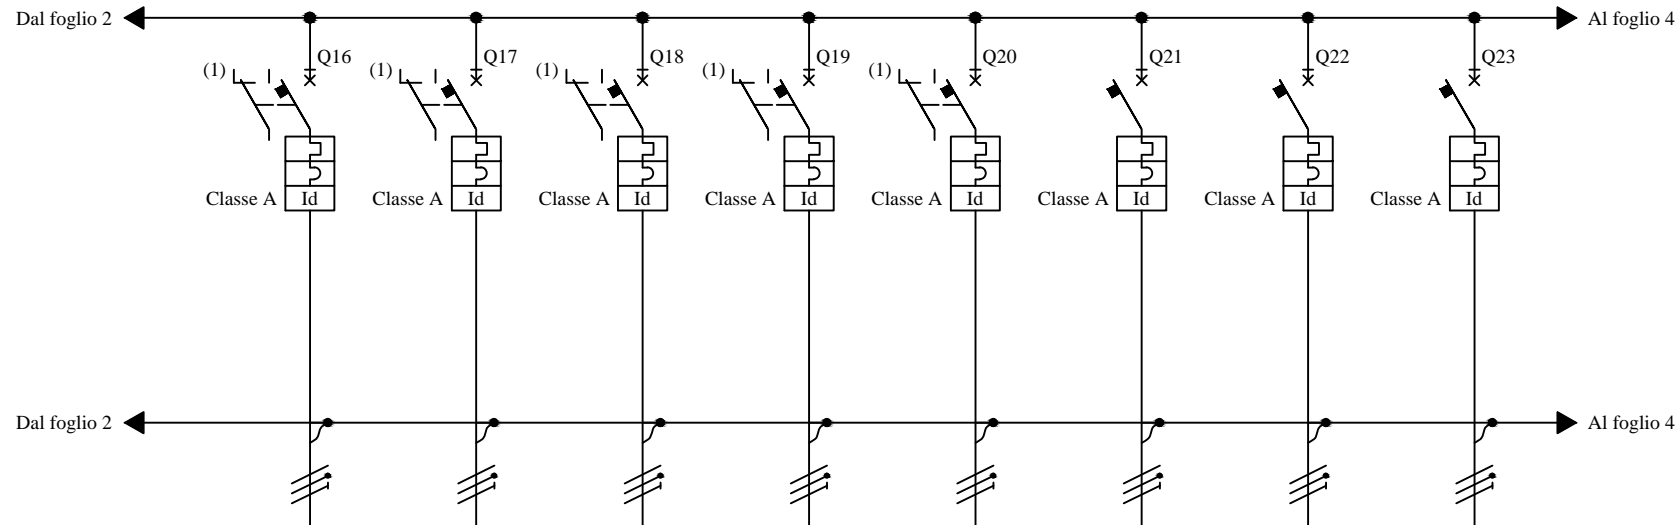 Dal foglio 2 Al foglio 4
Q16 Q17 Q18 Q19 Q20 Q21 Q22 Q23
(1) (1) (1) (1) (1)
Classe A Id Classe A Id Classe A Id Classe A Id Classe A Id Classe A Id Classe A Id Classe A Id
Dal foglio 2 Al foglio 4